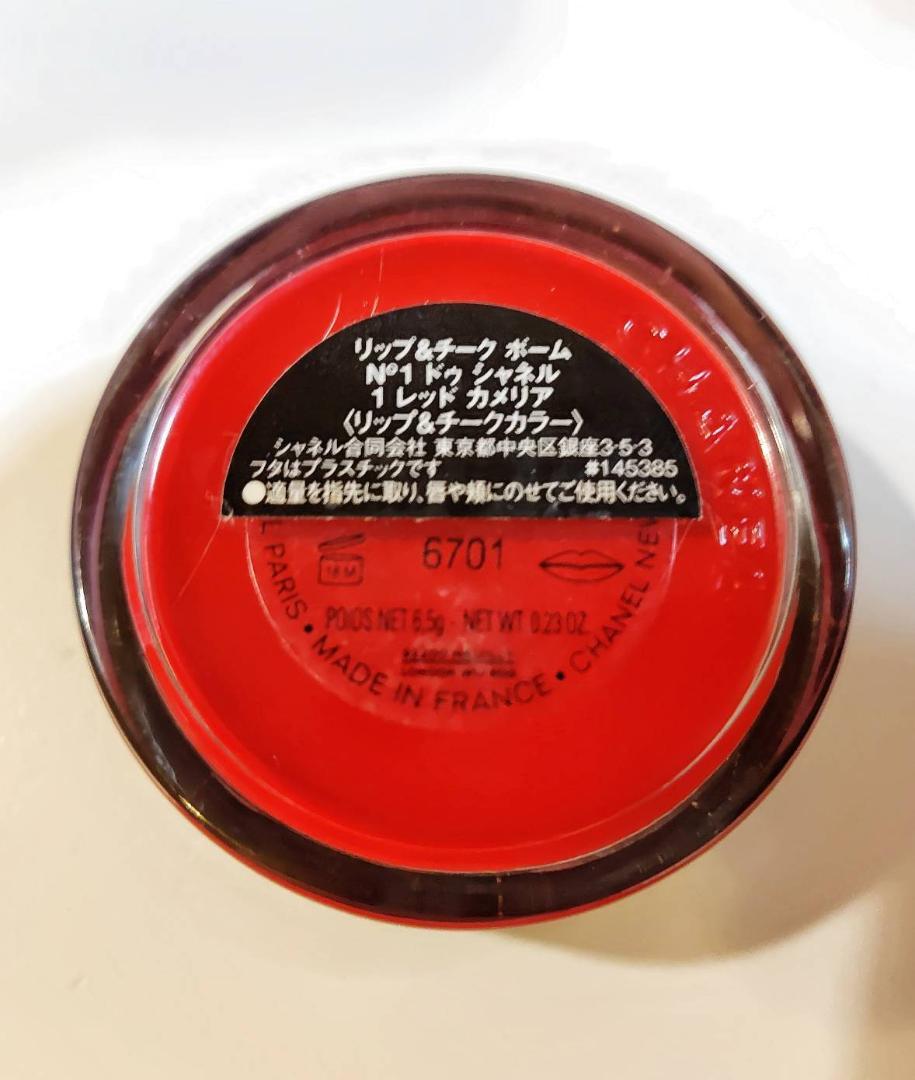 リップ&チーク ボーム
N°1 ドゥ シャネル
1 レッド カメリア
〈リップ&チークカラー〉
シャネル合同会社 東京都中央区銀座3-5-3
フタはプラスチックです #145385
●適量を指先に取り、唇や頬にのせてご使用ください。
6701
18M
POIDS NET 6,5g - NET WT 0.23 OZ
L PARIS • MADE IN FRANCE • CHANEL NEW